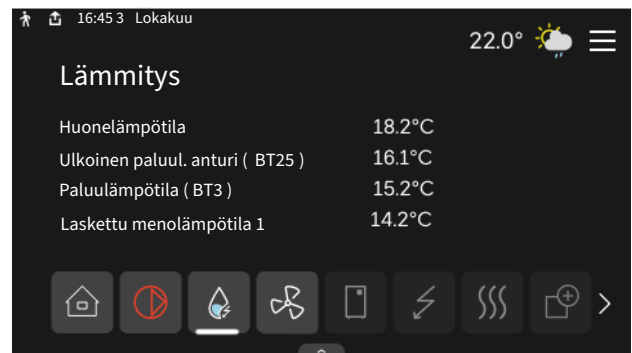 16:45 3 Lokakuu
22.0°
Lämmitys
Huonelämpötila 18.2°C
Ulkoinen paluul. anturi ( BT25 ) 16.1°C
Paluulämpötila ( BT3 ) 15.2°C
Laskettu menolämpötila 1 14.2°C